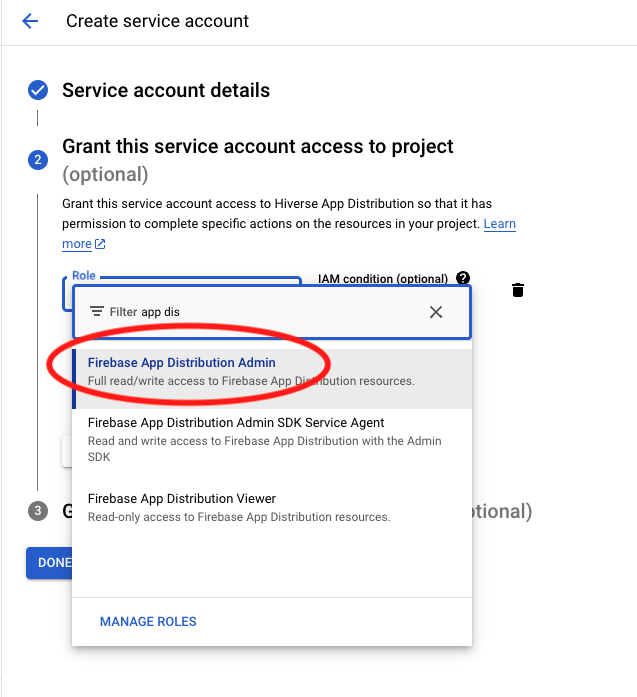 Create service account
Service account details
2
Grant this service account access to project
(optional)
Grant this service account access to Hiverse App Distribution so that it has
permission to complete specific actions on the resources in your project. Learn
more
Role
IAM condition (optional)
Filter app dis
Firebase App Distribution Admin
Full read/write access to Firebase App Distribution resources.
Firebase App Distribution Admin SDK Service Agent
Read and write access to Firebase App Distribution with the Admin
SDK
Firebase App Distribution Viewer
Read-only access to Firebase App Distribution resources.
3
DONE
MANAGE ROLES